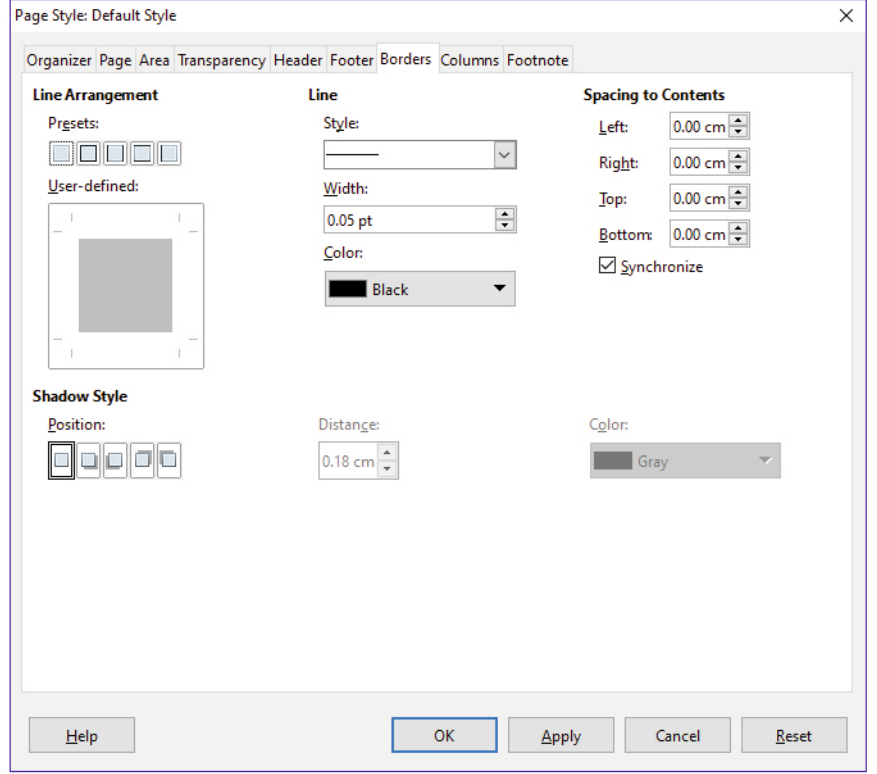 Page Style: Default Style
Organizer Page Area Transparency Header Footer Borders Columns Footnote
Line Arrangement
Presets:
User-defined:
Line
Style:
Width:
0.05 pt
Color:
Black
Spacing to Contents
Left: 0.00 cm
Right: 0.00 cm
Top: 0.00 cm
Bottom: 0.00 cm
Synchronize
Shadow Style
Position:
Distance:
0.18 cm
Color:
Gray
Help OK Apply Cancel Reset